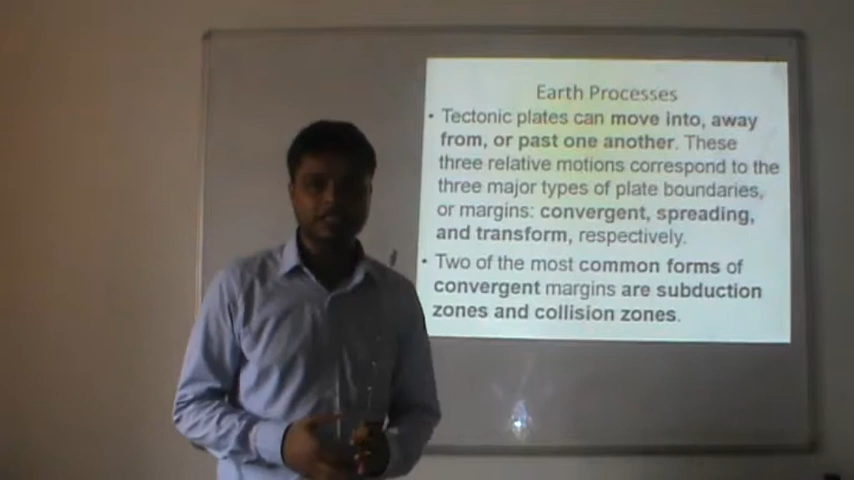 Earth Processes
• Tectonic plates can move into, away
from, or past one another. These
three relative motions correspond to the
three major types of plate boundaries,
or margins: convergent, spreading,
and transform, respectively.
• Two of the most common forms of
convergent margins are subduction
zones and collision zones.